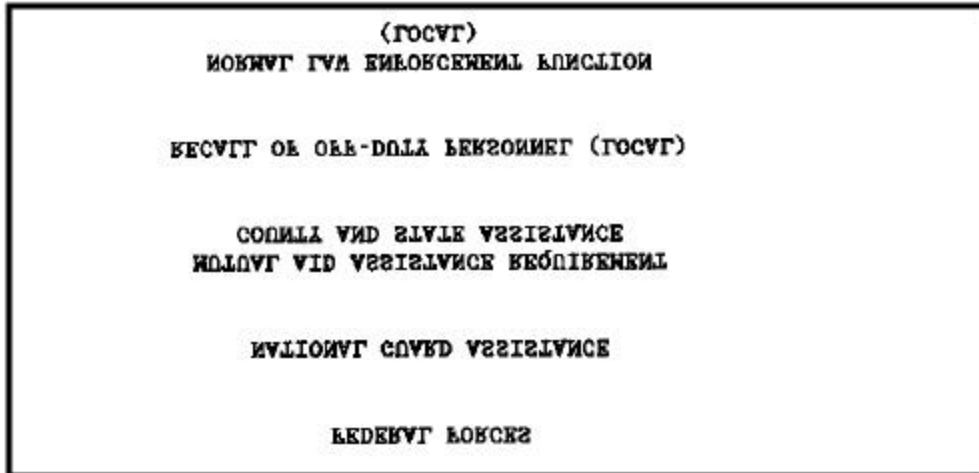 FEDERAL FORCES
NATIONAL GUARD ASSISTANCE
MUTUAL AID ASSISTANCE REQUIREMENT
COUNTY AND STATE ASSISTANCE
RECALL OF OFF-DUTY PERSONNEL (LOCAL)
NORMAL LAW ENFORCEMENT FUNCTION
(LOCAL)